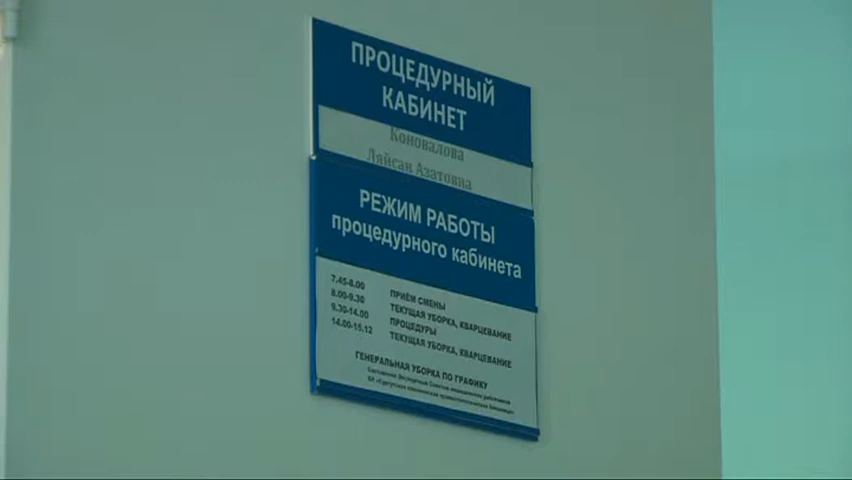 ПРОЦЕДУРНЫЙ
КАБИНЕТ
Коновалова
Ляйсан Азатовна
РЕЖИМ РАБОТЫ
процедурного кабинета
7.45-8.00 ПРИЁМ СМЕНЫ
8.00-9.30 ТЕКУЩАЯ УБОРКА, КВАРЦЕВАНИЕ
9.30-14.00 ПРОЦЕДУРЫ
14.00-15.12 ТЕКУЩАЯ УБОРКА, КВАРЦЕВАНИЕ
ГЕНЕРАЛЬНАЯ УБОРКА ПО ГРАФИКУ